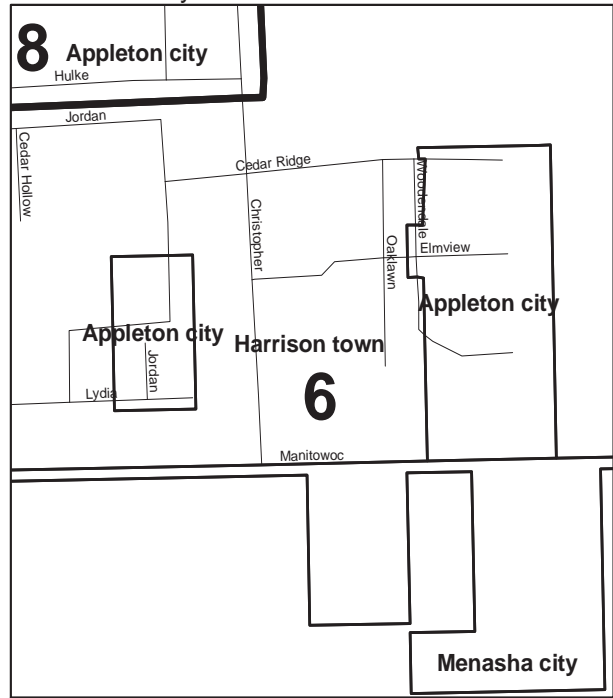 8 Appleton city
Hulke
Jordan
Cedar Hollow
Cedar Ridge
Woodendale
Christopher
Oaklawn
Elmview
Appleton city
Appleton city
Harrison town
Jordan
6
Lydia
Manitowoc
Menasha city